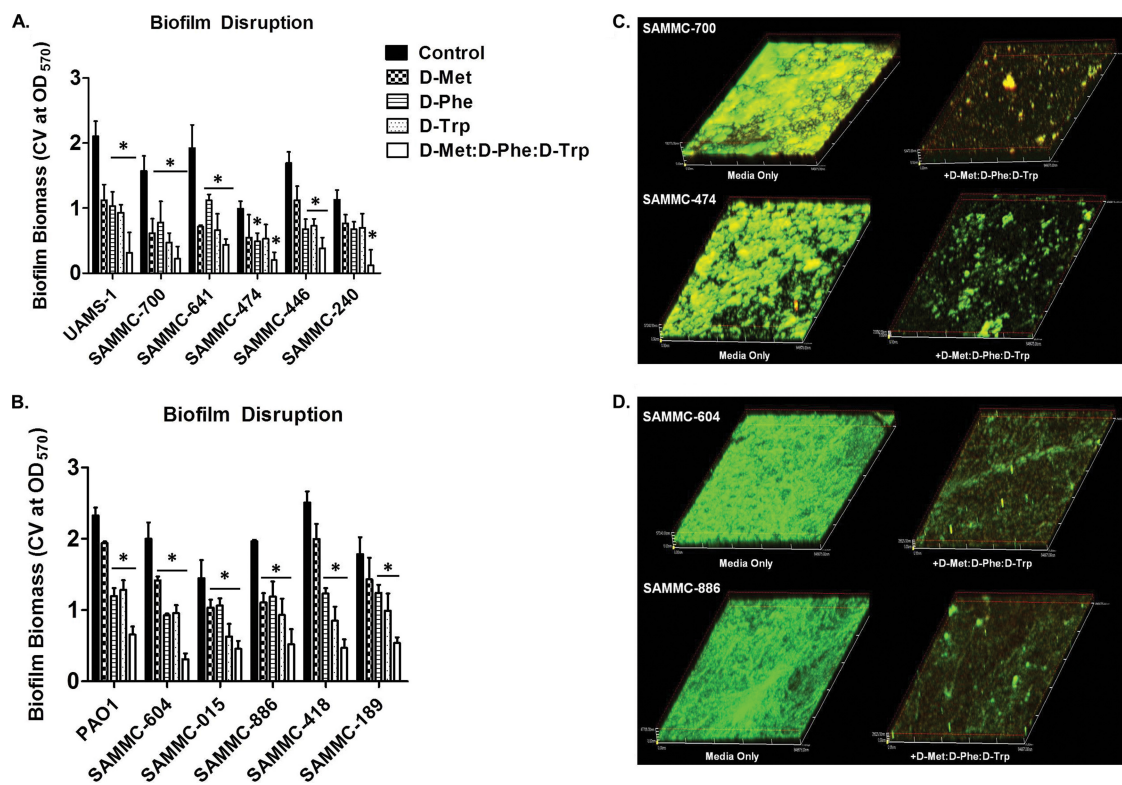 A.
Biofilm Disruption
Biofilm Biomass (CV at OD570)
3
2
1
0
* * * * * * *
UAMS-1
SAMMC-700
SAMMC-641
SAMMC-474
SAMMC-446
SAMMC-240
Control
D-Met
D-Phe
D-Trp
D-Met:D-Phe:D-Trp
B.
Biofilm Disruption
Biofilm Biomass (CV at OD570)
3
2
1
0
* * * * * *
PAO1
SAMMC-604
SAMMC-015
SAMMC-886
SAMMC-418
SAMMC-189
C.
SAMMC-700
Media Only
+D-Met:D-Phe:D-Trp
SAMMC-474
Media Only
+D-Met:D-Phe:D-Trp
D.
SAMMC-604
Media Only
+D-Met:D-Phe:D-Trp
SAMMC-886
Media Only
+D-Met:D-Phe:D-Trp